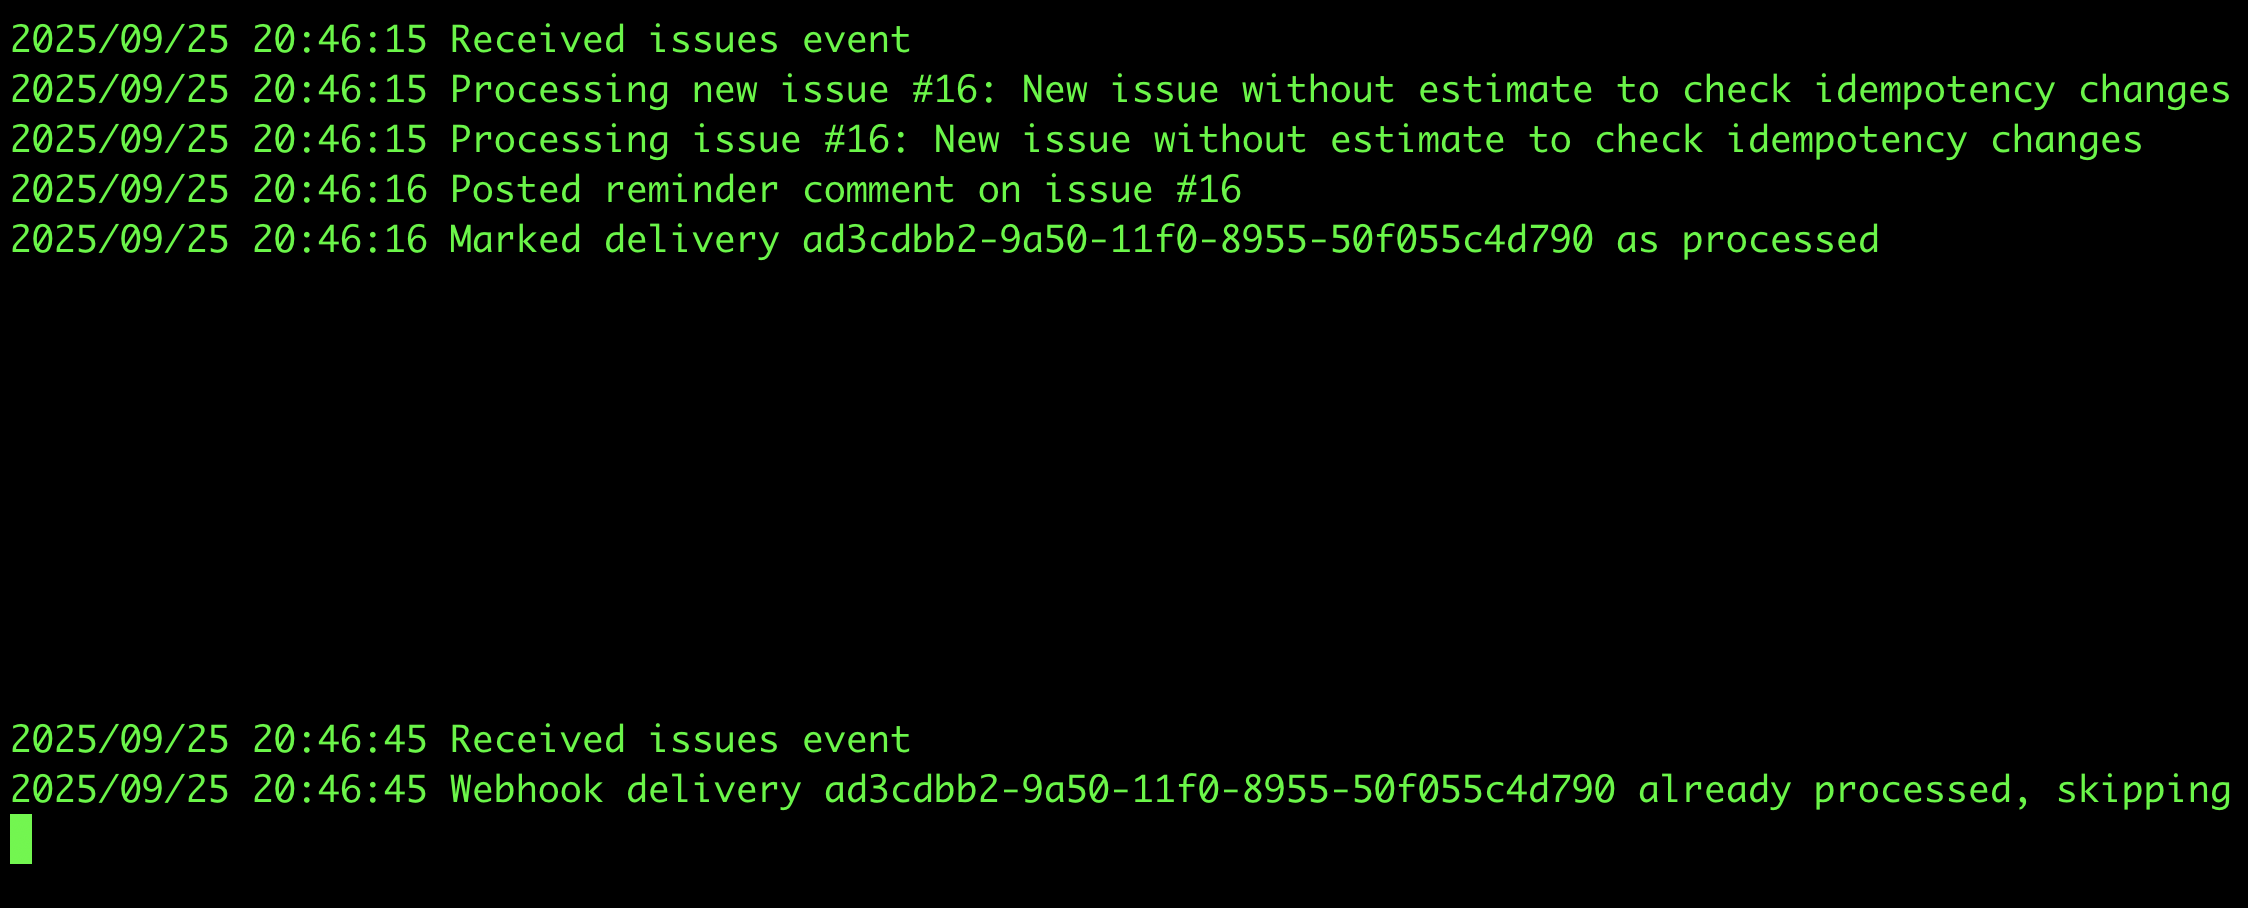 2025/09/25 20:46:15 Received issues event
2025/09/25 20:46:15 Processing new issue #16: New issue without estimate to check idempotency changes
2025/09/25 20:46:15 Processing issue #16: New issue without estimate to check idempotency changes
2025/09/25 20:46:16 Posted reminder comment on issue #16
2025/09/25 20:46:16 Marked delivery ad3cdbb2-9a50-11f0-8955-50f055c4d790 as processed
2025/09/25 20:46:45 Received issues event
2025/09/25 20:46:45 Webhook delivery ad3cdbb2-9a50-11f0-8955-50f055c4d790 already processed, skipping